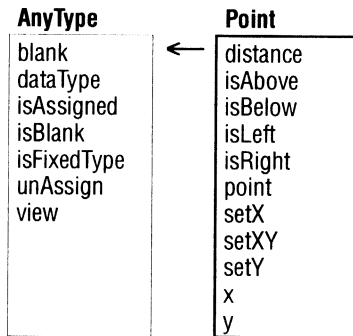 AnyType
blank
dataType
isAssigned
isBlank
isFixedType
unAssign
view
Point
distance
isAbove
isBelow
isLeft
isRight
point
setX
setXY
setY
x
y